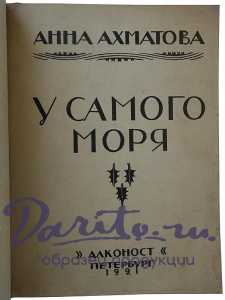 АННА АХМАТОВА
У САМОГО
МОРЯ
Darito.ru.
образец продукции
» АЛКОНОСТ «
ПЕТЕРБУРГ
1921